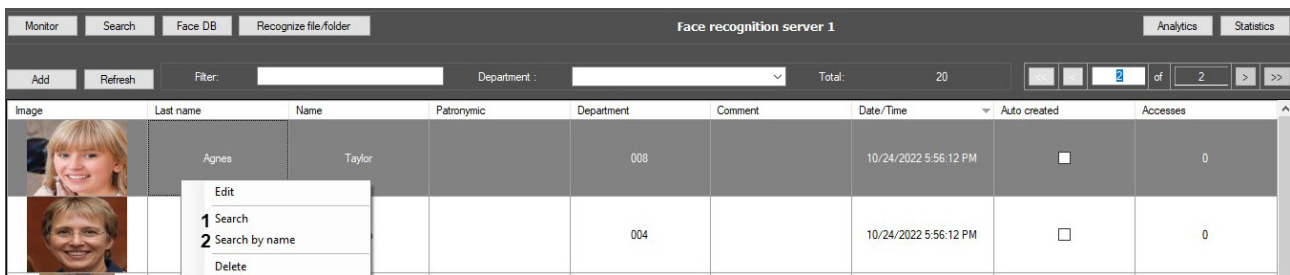 Monitor Search Face DB Recognize file/folder Face recognition server 1 Analytics Statistics
Add Refresh Filter: Department : Total: 20 << < 2 of 2 > >>
Image Last name Name Patronymic Department Comment Date/Time Auto created Accesses
Agnes Taylor 008 10/24/2022 5:56:12 PM 0
Edit
1 Search
2 Search by name 004 10/24/2022 5:56:12 PM 0
Delete